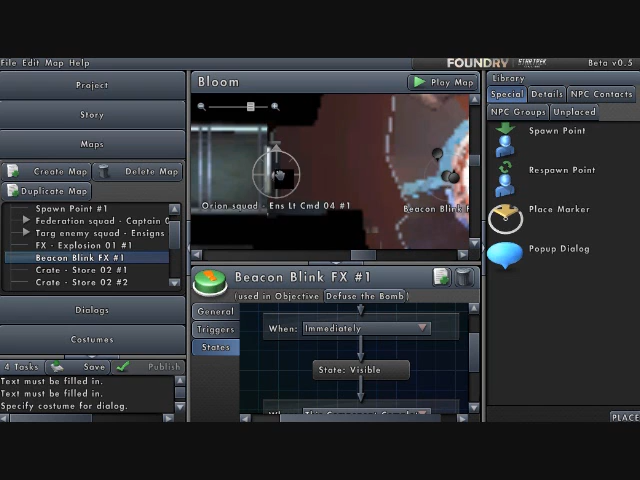 File Edit Map Help
FOUNDRY STAR TREK
Beta v0.5
Project
Story
Maps
Create Map
Delete Map
Duplicate Map
Spawn Point #1
Federation squad - Captain
Targ enemy squad - Ensigns
FX - Explosion 01 #1
Beacon Blink FX #1
Crate - Store 02 #1
Crate - Store 02 #2
Dialogs
Costumes
4 Tasks
Save
Publish
Text must be filled in.
Text must be filled in.
Specify costume for dialog.
Bloom
Play Map
Orion squad - Ens Lt Cmd 04 #1
Beacon Blink F
Beacon Blink FX #1
(used in Objective Defuse the Bomb)
General
Triggers
States
When: Immediately
State: Visible
Library
Special
Details
NPC Contacts
NPC Groups
Unplaced
Spawn Point
Respawn Point
Place Marker
Popup Dialog
PLACE